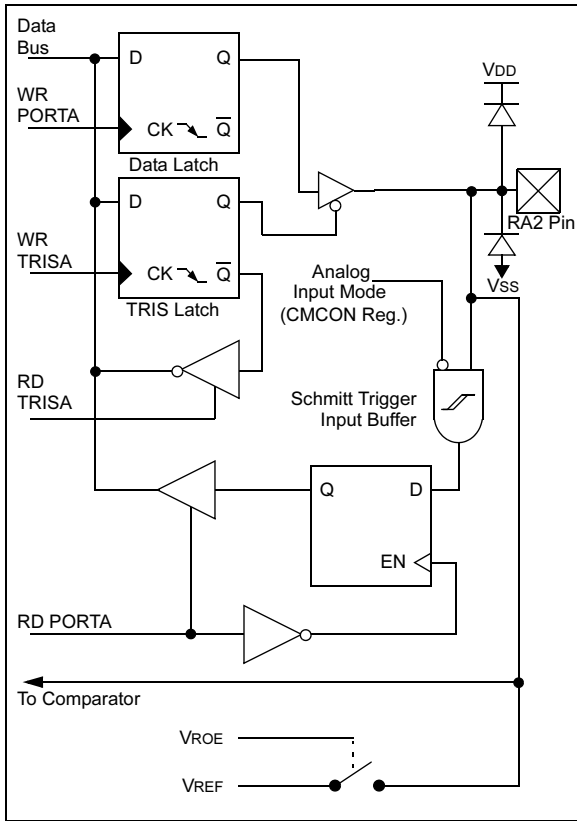 Data
Bus
D Q
VDD
WR
PORTA
CK Q
Data Latch
D Q
RA2 Pin
WR
TRISA
CK Q
Analog
Input Mode
(CMCON Reg.)
VSS
TRIS Latch
RD
TRISA
Schmitt Trigger
Input Buffer
Q D
EN
RD PORTA
To Comparator
VROE
VREF